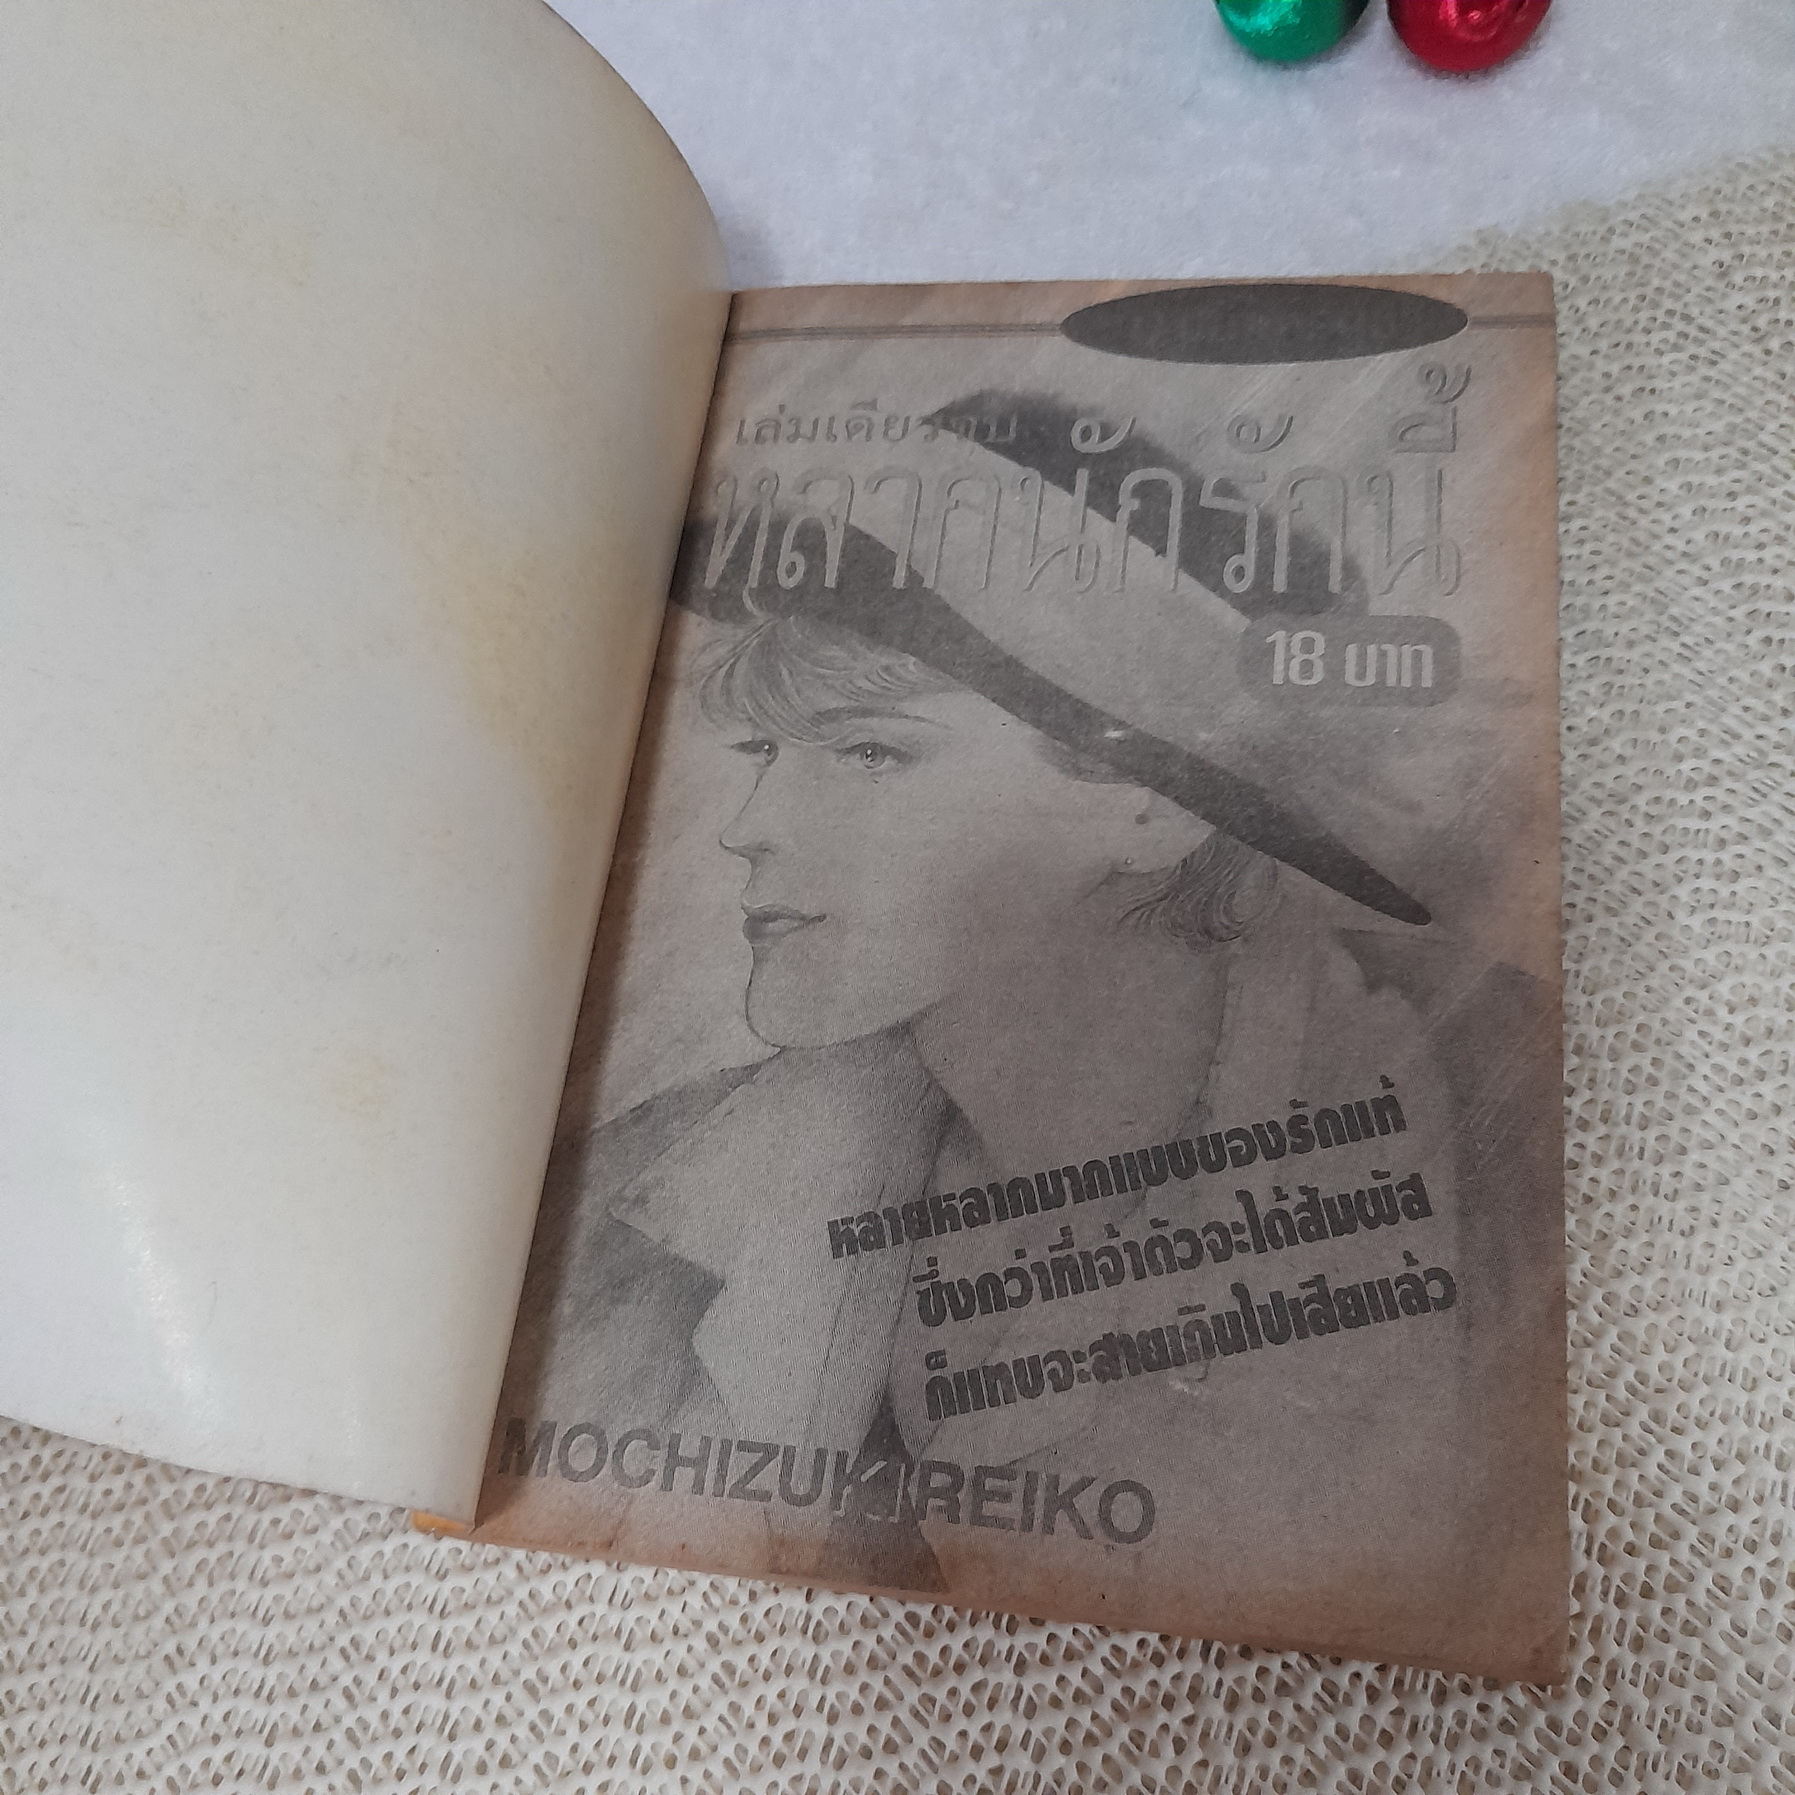 เล่มเดียวจบ
หลากนักรักนี้
18 บาท
หลายหลากมากแบบของรักแท้
ซึ่งกว่าที่เจ้าตัวจะได้สัมผัส
ก็แทบจะสายเกินไปเสียแล้ว
MOCHIZUKI REIKO